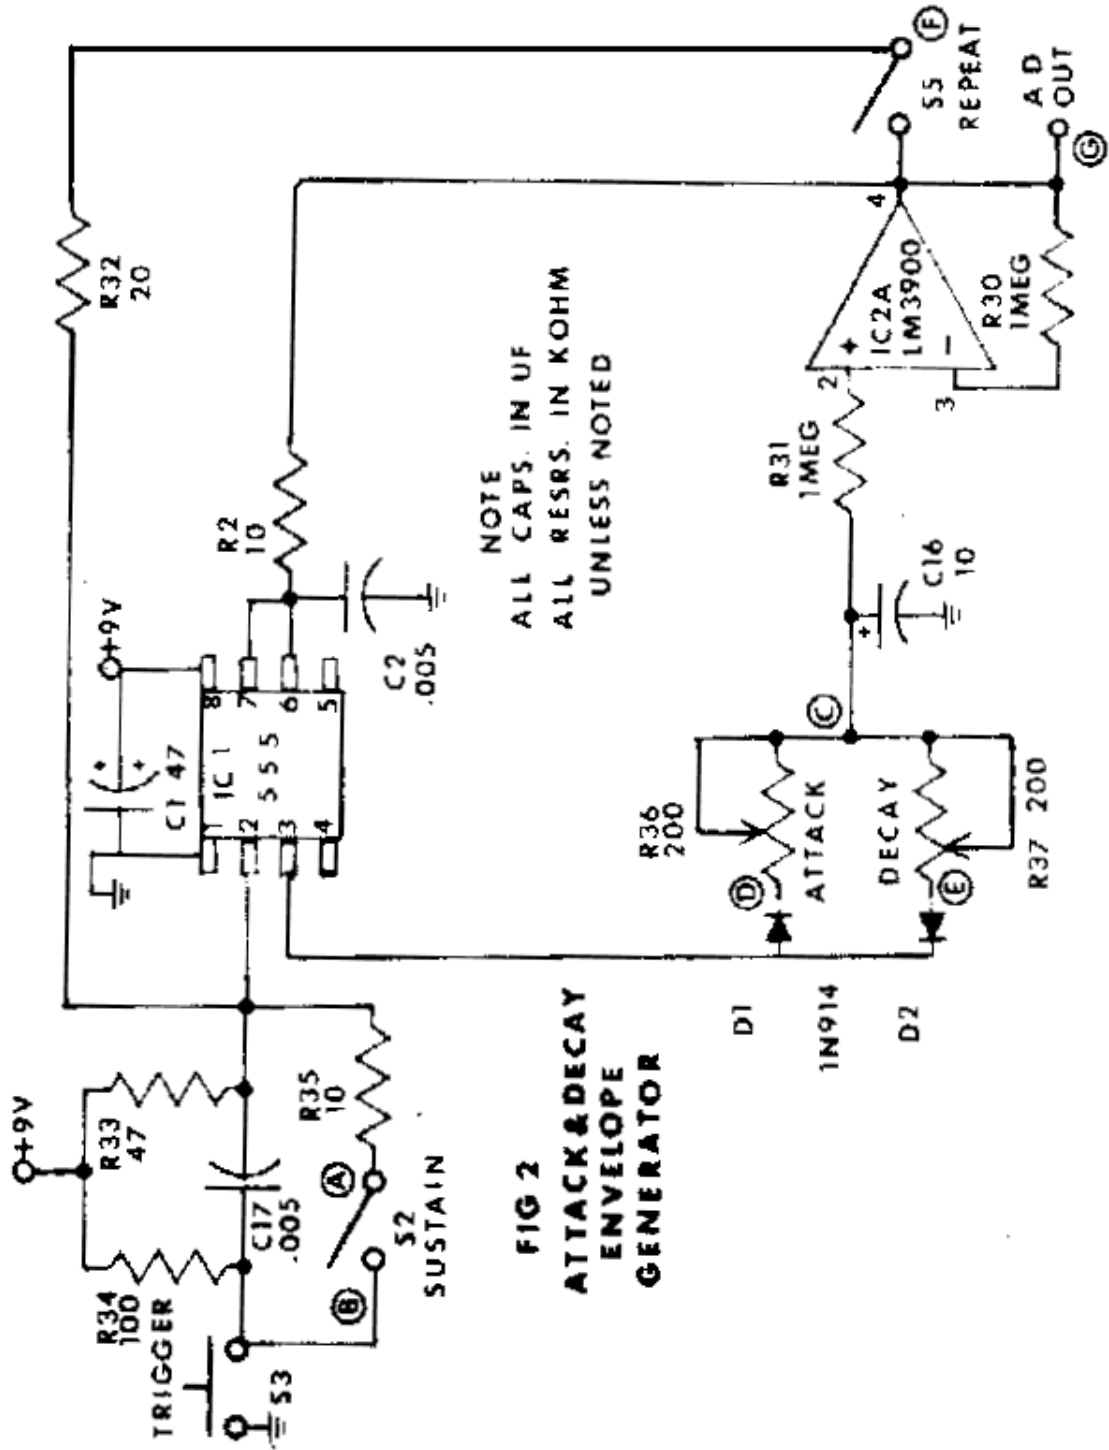 +9V
R34
100
R33
47
TRIGGER
S3
C17
.005
B
A
S2
SUSTAIN
R35
10
C1 47
+
+
+9V
IC 1
555
1
2
3
4
8
7
6
5
C2
.005
R2
10
R32
20
NOTE
ALL CAPS. IN UF
ALL RESRS. IN KOHM
UNLESS NOTED
FIG 2
ATTACK&DECAY
ENVELOPE
GENERATOR
D1
1N914
D2
R36
200
D
ATTACK
DECAY
E
R37 200
C
+
C16
10
R31
1MEG
2
3
4
+
−
IC2A
LM3900
R30
1MEG
F
S5
REPEAT
A D
OUT
G